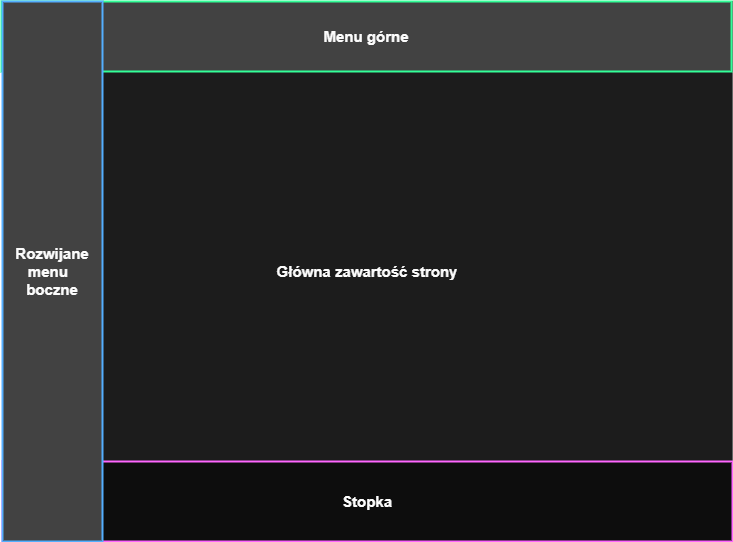 Menu górne
Rozwijane
menu
boczne
Główna zawartość strony
Stopka